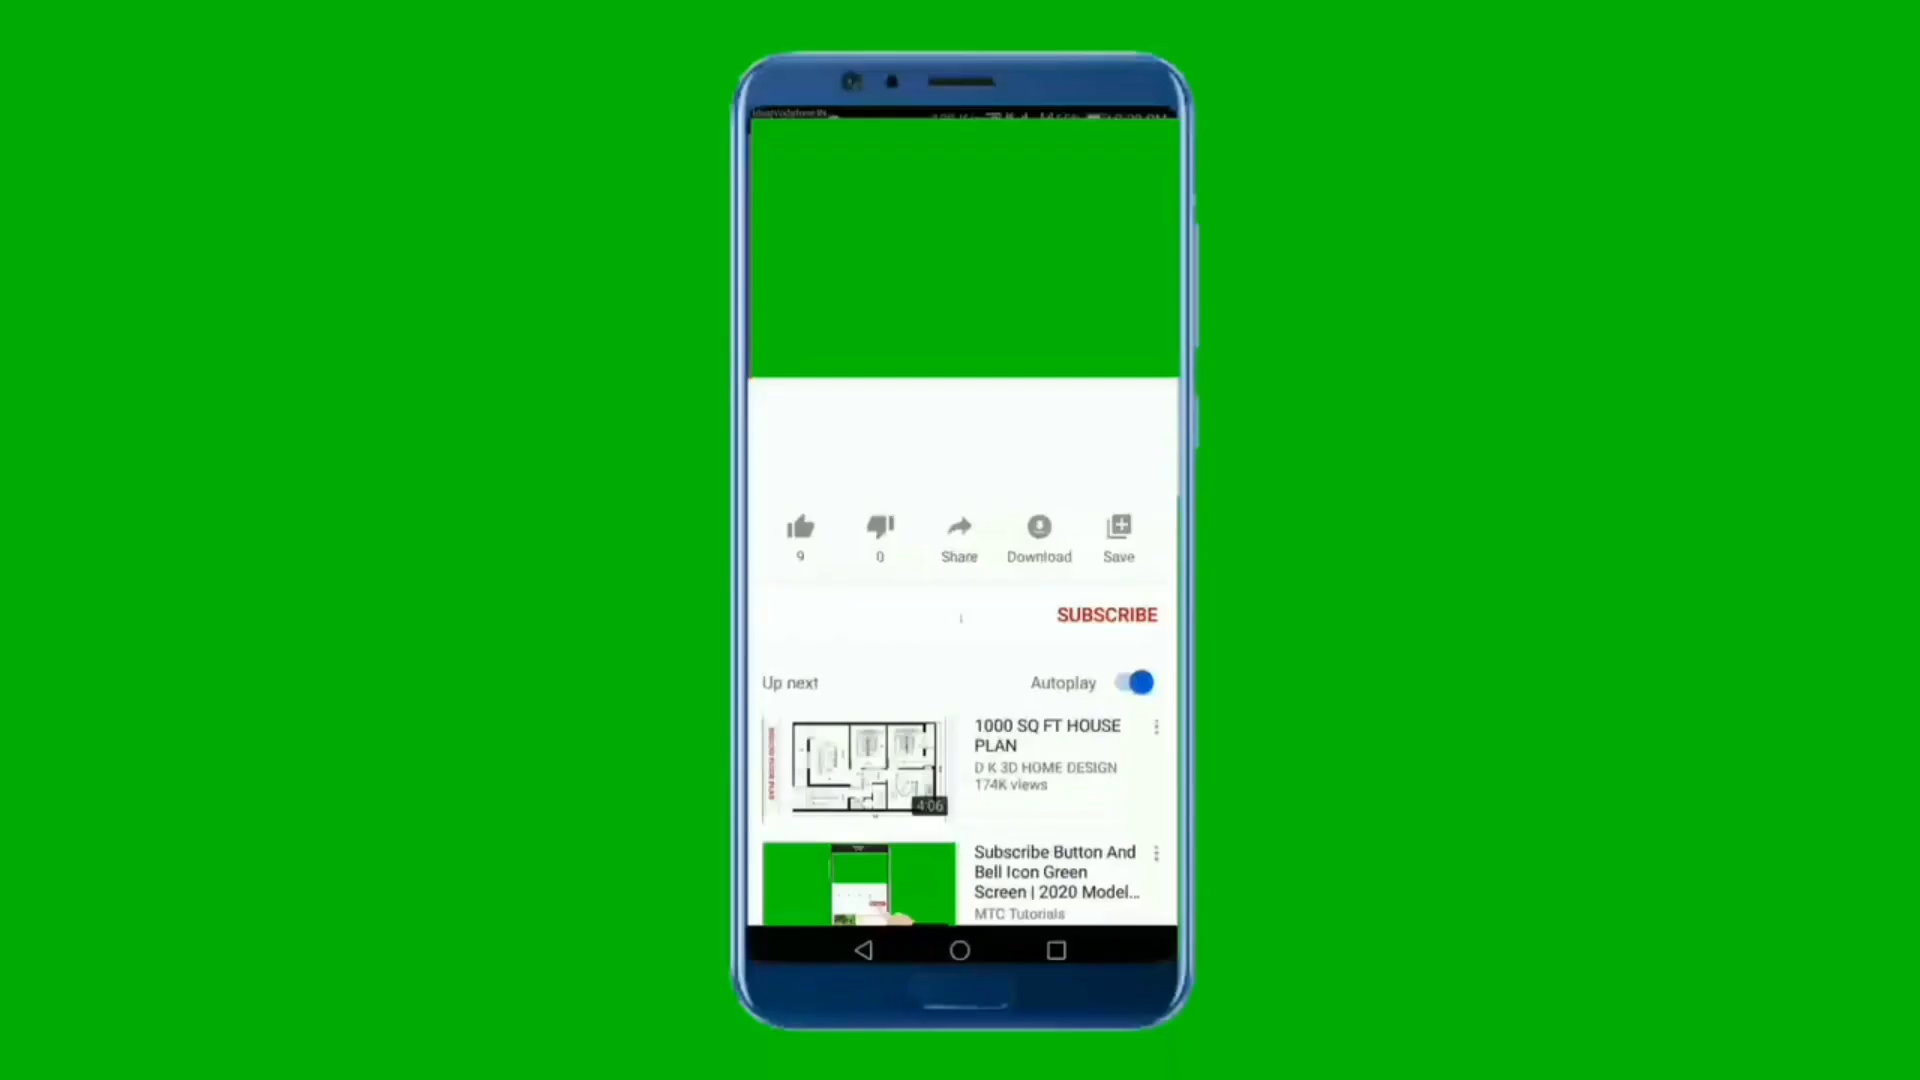 9
0
Share
Download
Save
SUBSCRIBE
Up next
Autoplay
1000 SQ FT HOUSE
PLAN
D K 3D HOME DESIGN
174K views
4:06
Subscribe Button And
Bell Icon Green
Screen | 2020 Model...
MTC Tutorials